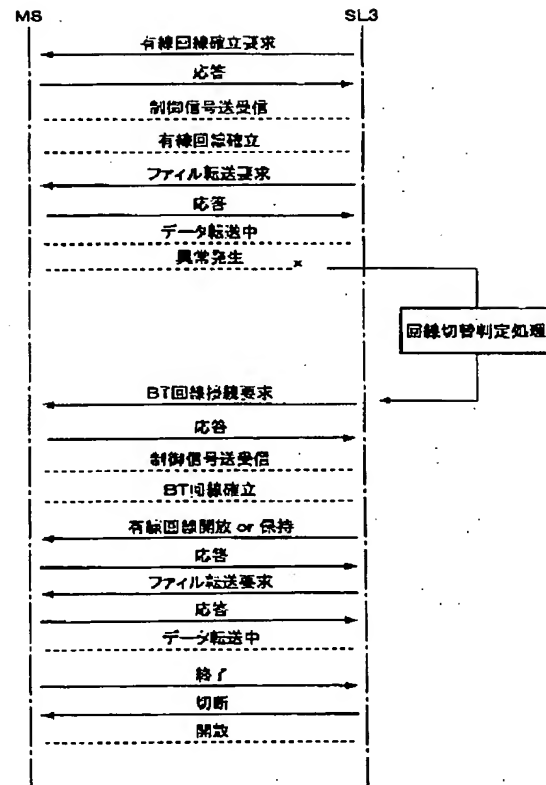 MS SL3
有線回線確立要求
応答
制御信号送受信
有線回線確立
ファイル転送要求
応答
データ転送中
異常発生
×
回線切替判定処理
BT回線接続要求
応答
制御信号送受信
BT回線確立
有線回線開放 or 保持
応答
ファイル転送要求
応答
データ転送中
終了
切断
開放